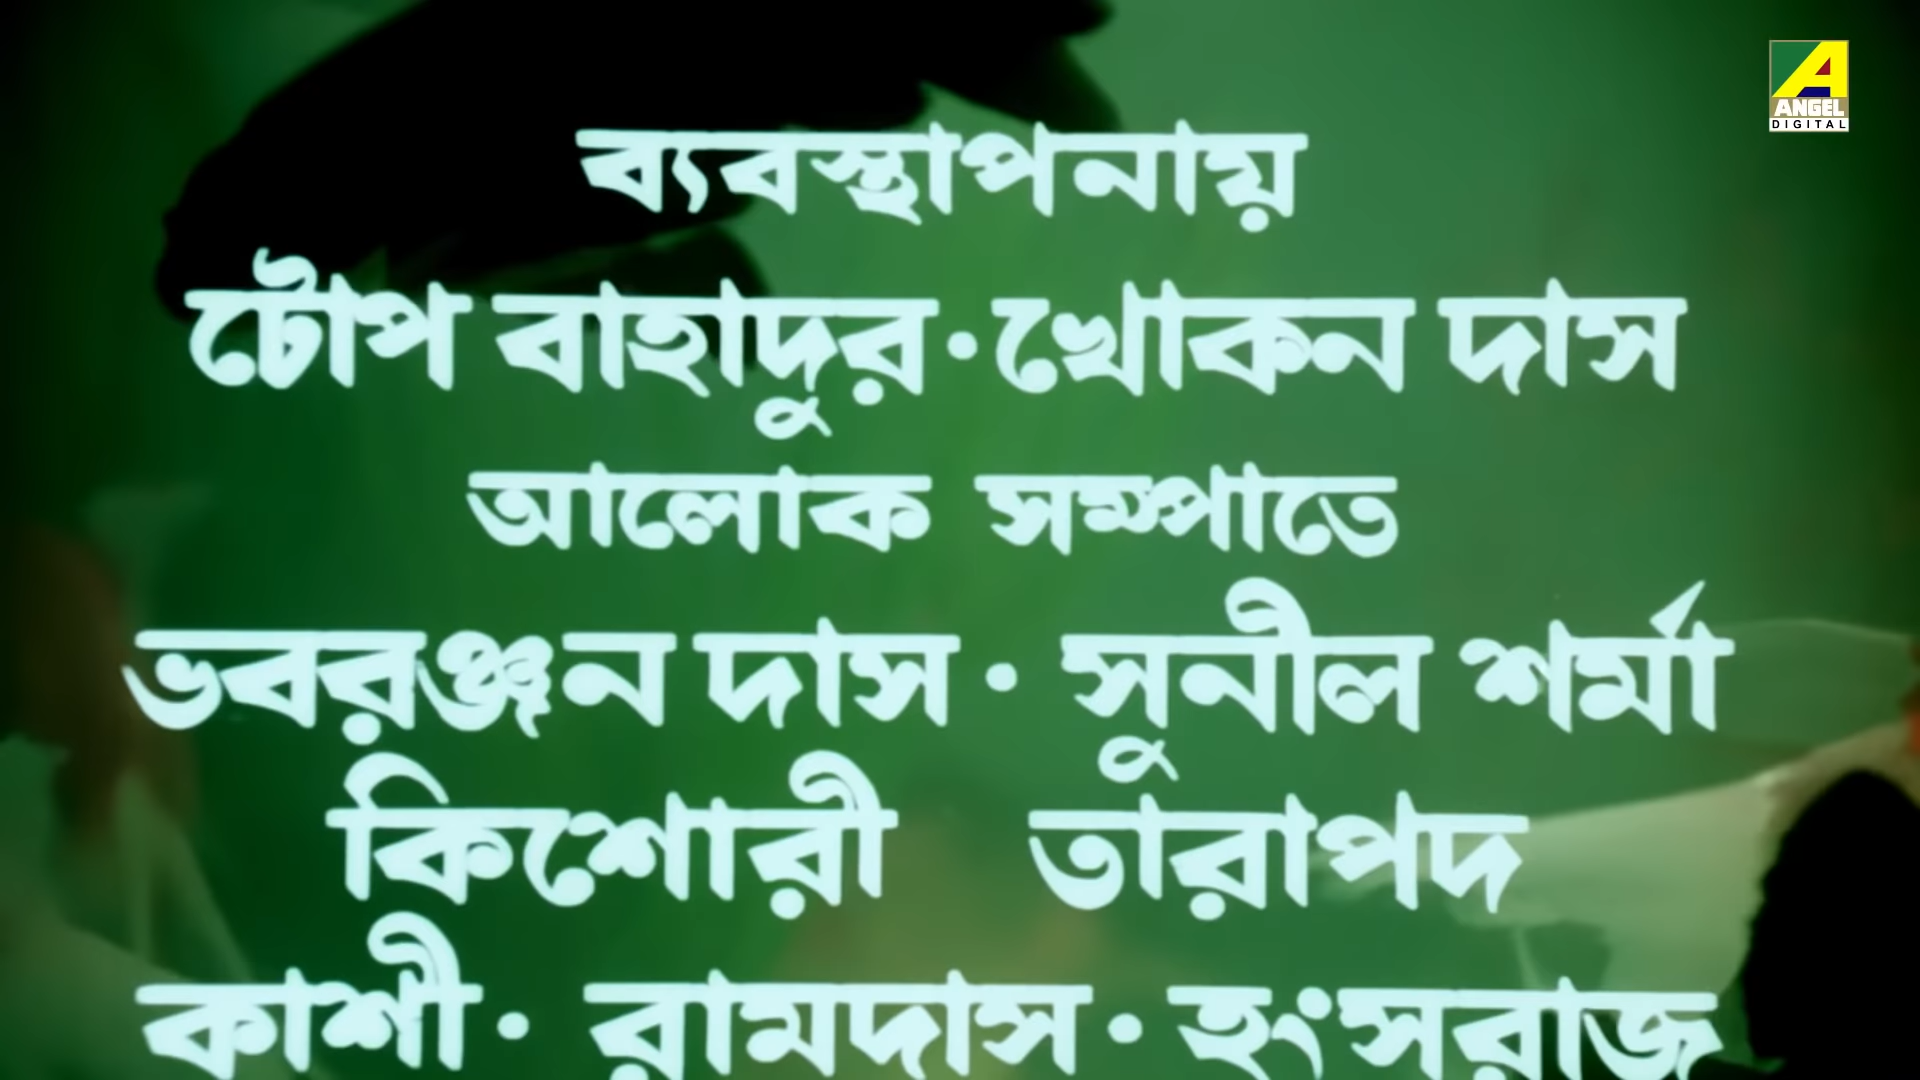 ANGEL
DIGITAL
ব্যবস্থাপনায়
টোপ বাহাদুর · খোকন দাস
আলোক সম্পাতে
ভবরঞ্জন দাস · সুনীল শর্মা
কিশোরী তারাপদ
কাশী · রামদাস · হংসরাজ